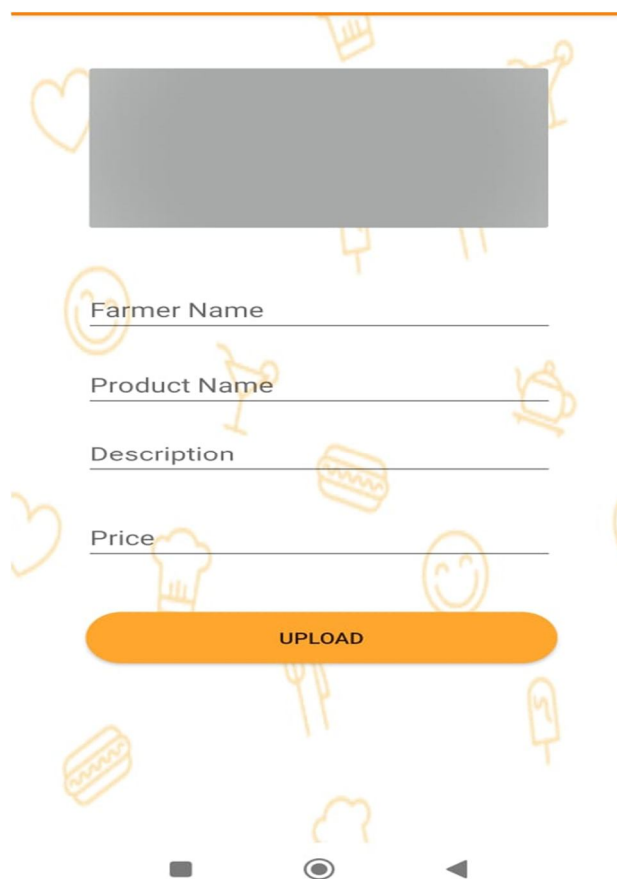 Farmer Name
Product Name
Description
Price
UPLOAD